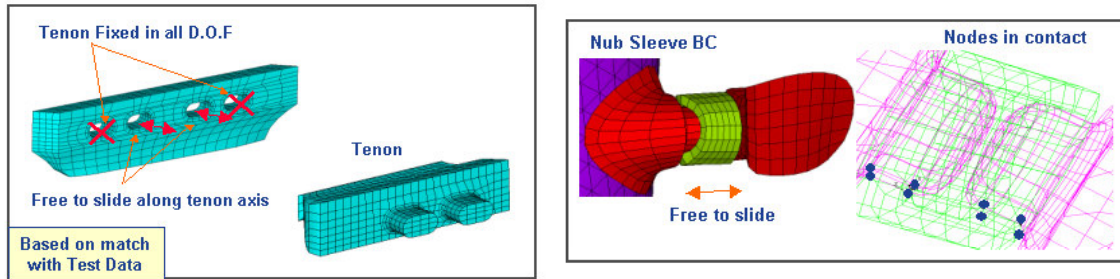 Tenon Fixed in all D.O.F
Tenon
Free to slide along tenon axis
Based on match
with Test Data
Nub Sleeve BC
Nodes in contact
Free to slide